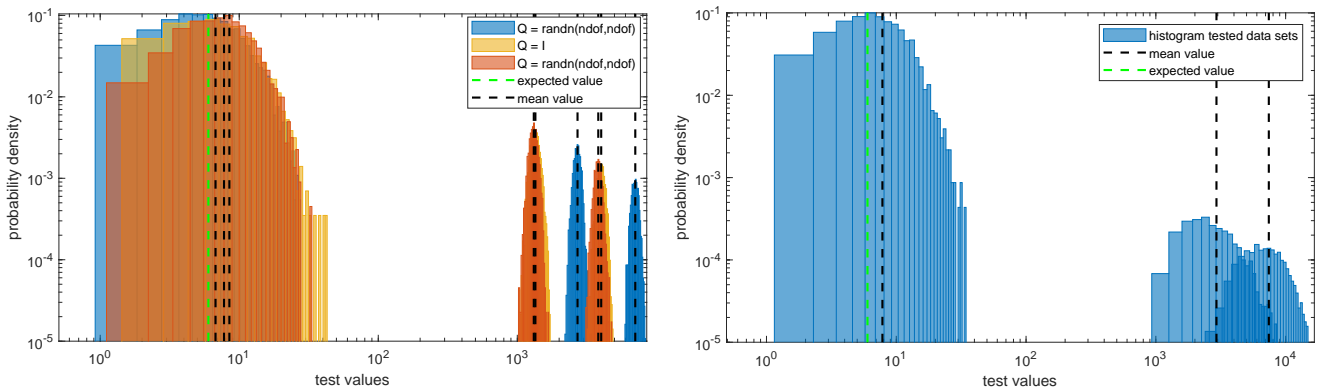 10^-1
10^-2
10^-3
10^-4
10^-5
probability density
10^0
10^1
10^2
10^3
test values
Q = randn(ndof,ndof)
Q = I
Q = randn(ndof,ndof)
expected value
mean value
10^-1
10^-2
10^-3
10^-4
10^-5
probability density
10^0
10^1
10^2
10^3
10^4
test values
histogram tested data sets
mean value
expected value